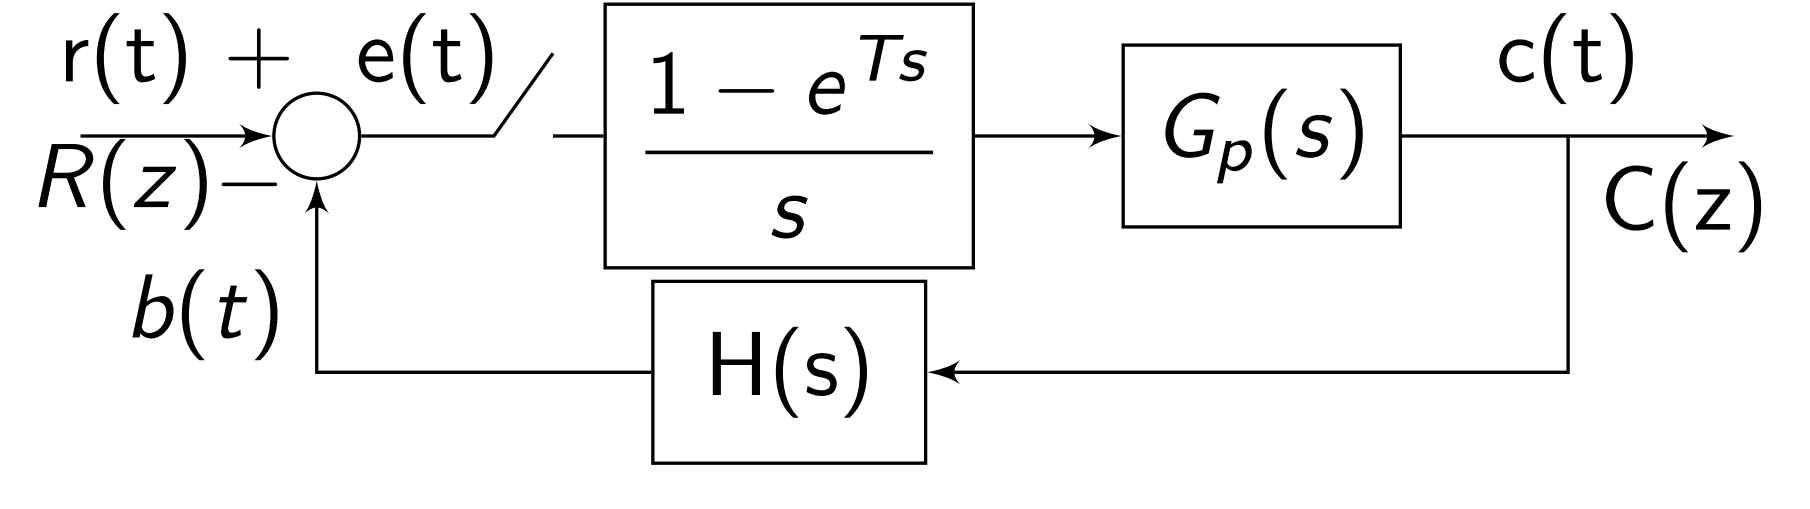 r(t) + e(t)
R(z) −
1 − e^{Ts}
s
G_p(s)
c(t)
C(z)
b(t)
H(s)